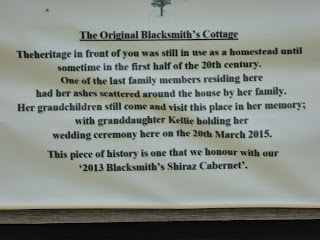 The Original Blacksmith's Cottage
Theheritage in front of you was still in use as a homestead until
sometime in the first half of the 20th century.
One of the last family members residing here
had her ashes scattered around the house by her family.
Her grandchildren still come and visit this place in her memory;
with granddaughter Kellie holding her
wedding ceremony here on the 20th March 2015.
This piece of history is one that we honour with our
'2013 Blacksmith's Shiraz Cabernet'.